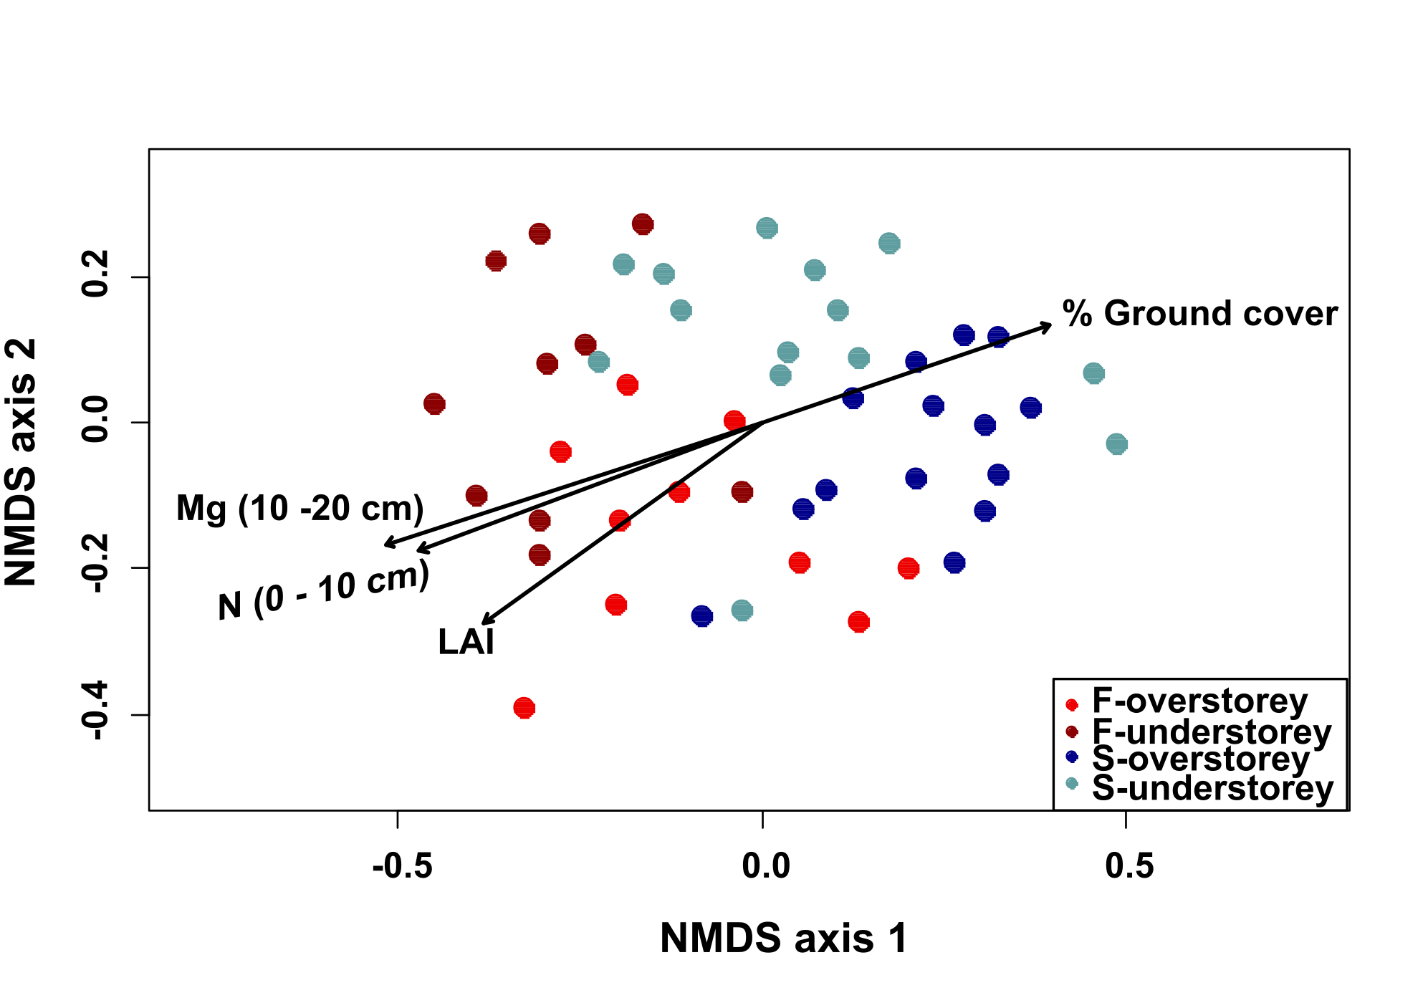 % Ground cover
Mg (10 -20 cm)
N (0 - 10 cm)
LAI
NMDS axis 2
0.2
0.0
-0.2
-0.4
-0.5
0.0
0.5
NMDS axis 1
F-overstorey
F-understorey
S-overstorey
S-understorey